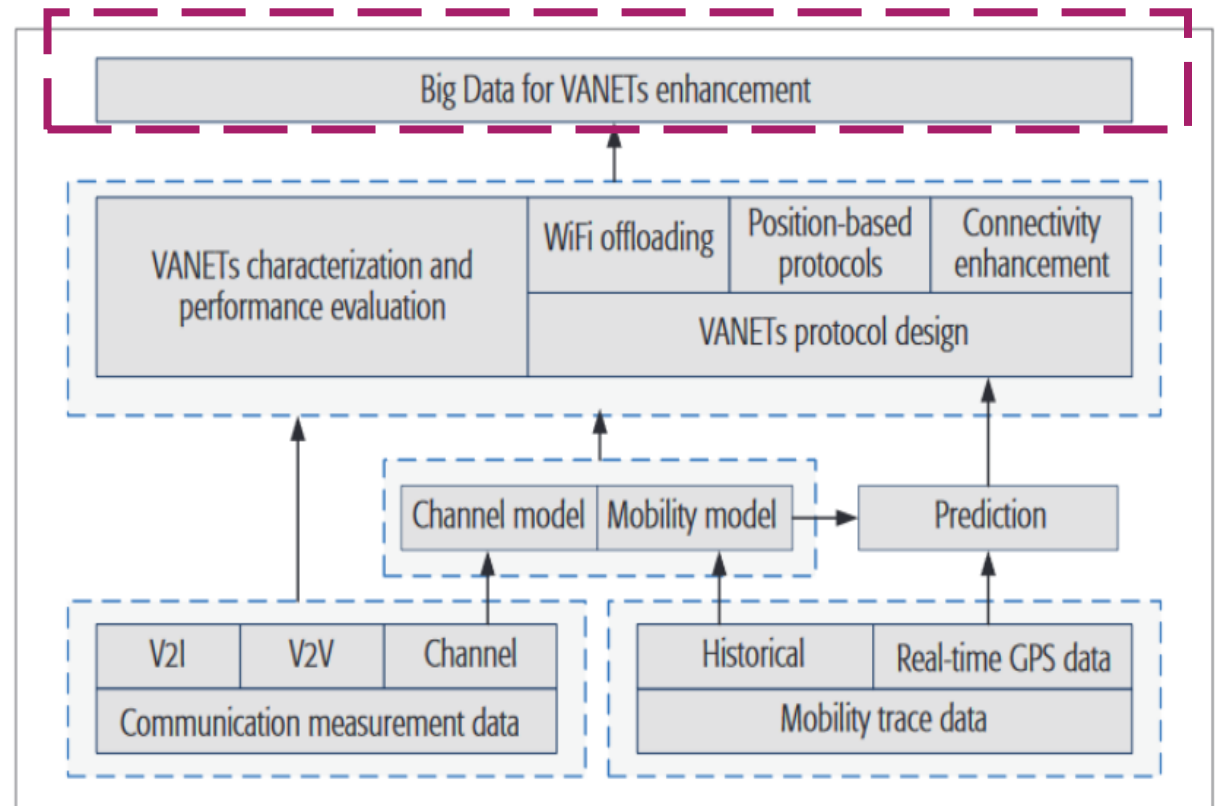 Big Data for VANETs enhancement
VANETs characterization and
performance evaluation
WiFi offloading
Position-based
protocols
Connectivity
enhancement
VANETs protocol design
Channel model
Mobility model
Prediction
V2I
V2V
Channel
Communication measurement data
Historical
Real-time GPS data
Mobility trace data